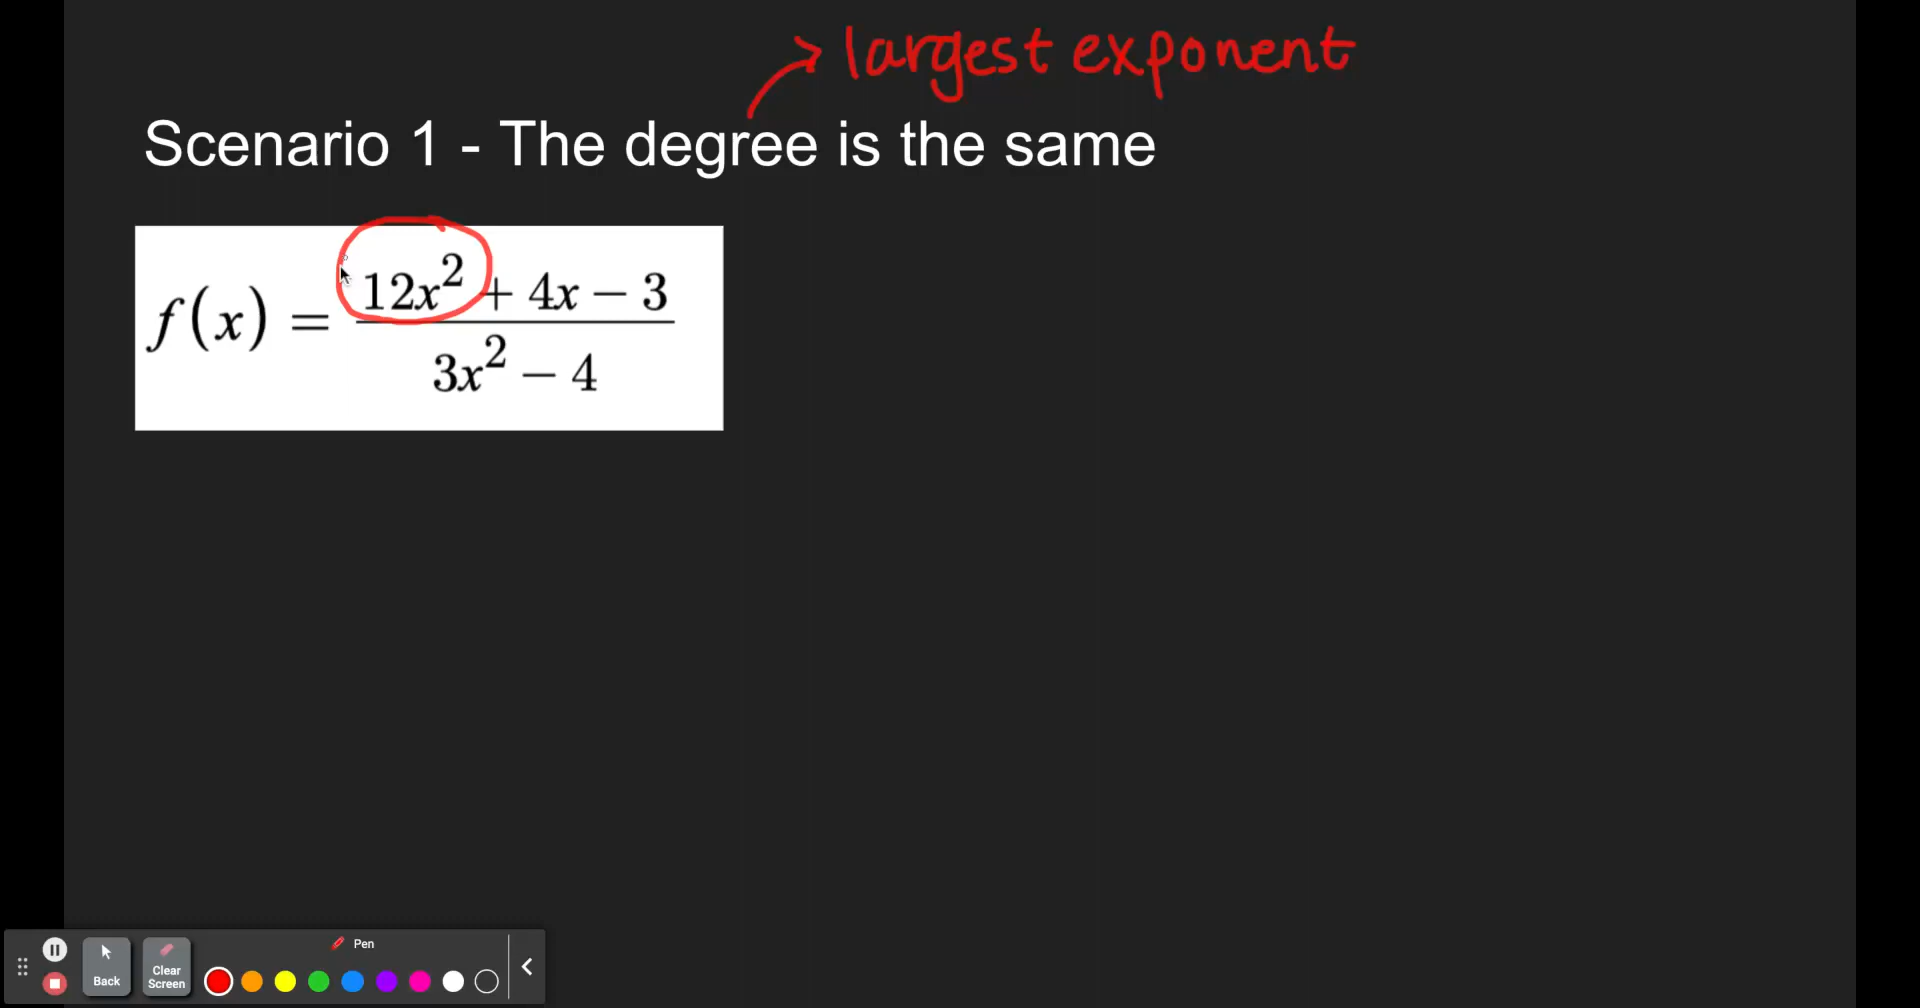 largest exponent
Scenario 1 - The degree is the same
f(x) = \frac{12x^2 + 4x − 3}{3x^2 − 4}
Pen
Back
Clear
Screen